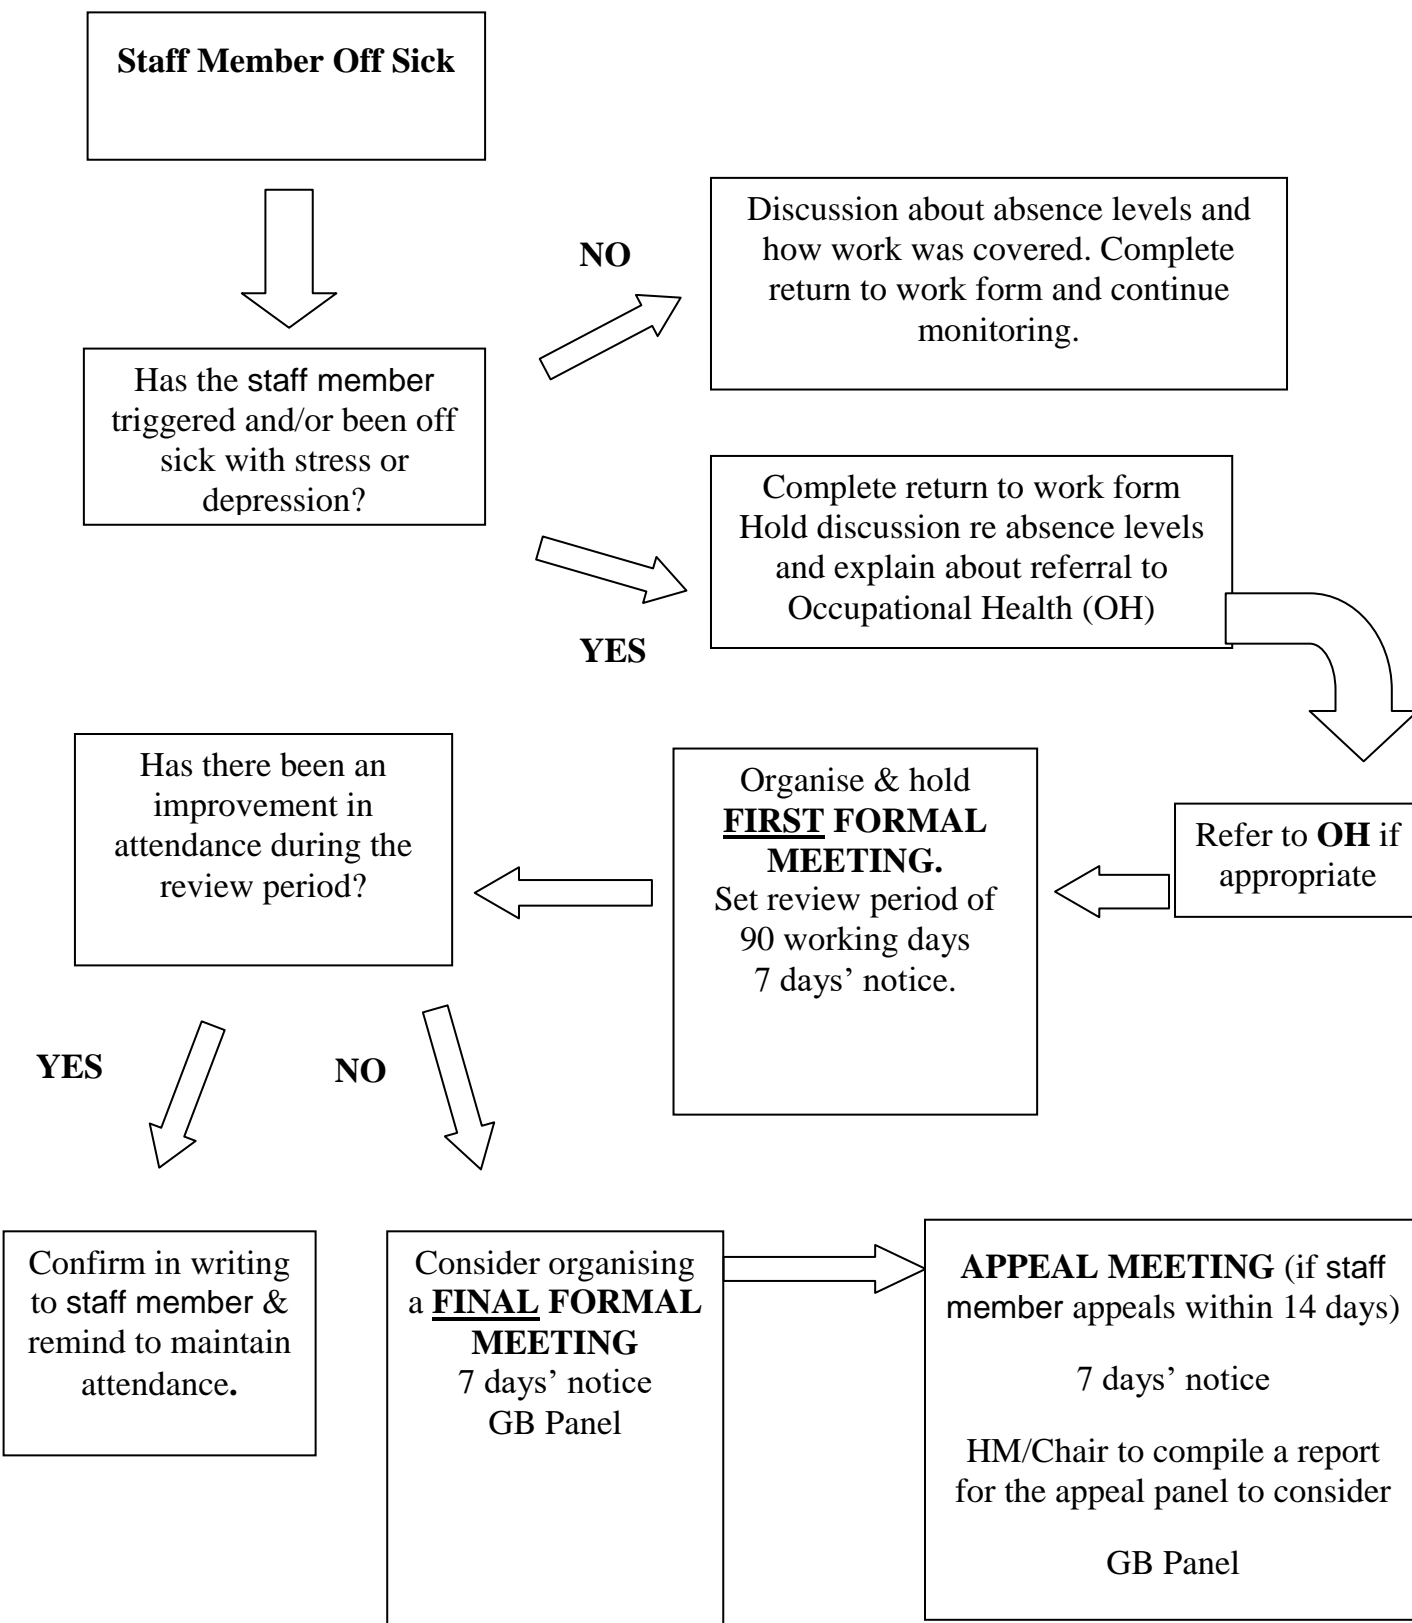 Staff Member Off Sick
NO
Discussion about absence levels and
how work was covered. Complete
return to work form and continue
monitoring.
Has the staff member
triggered and/or been off
sick with stress or
depression?
Complete return to work form
Hold discussion re absence levels
and explain about referral to
Occupational Health (OH)
YES
Has there been an
improvement in
attendance during the
review period?
Organise & hold
FIRST FORMAL
MEETING.
Set review period of
90 working days
7 days’ notice.
Refer to OH if
appropriate
YES
NO
Confirm in writing
to staff member &
remind to maintain
attendance.
Consider organising
a FINAL FORMAL
MEETING
7 days’ notice
GB Panel
APPEAL MEETING (if staff
member appeals within 14 days)
7 days’ notice
HM/Chair to compile a report
for the appeal panel to consider
GB Panel